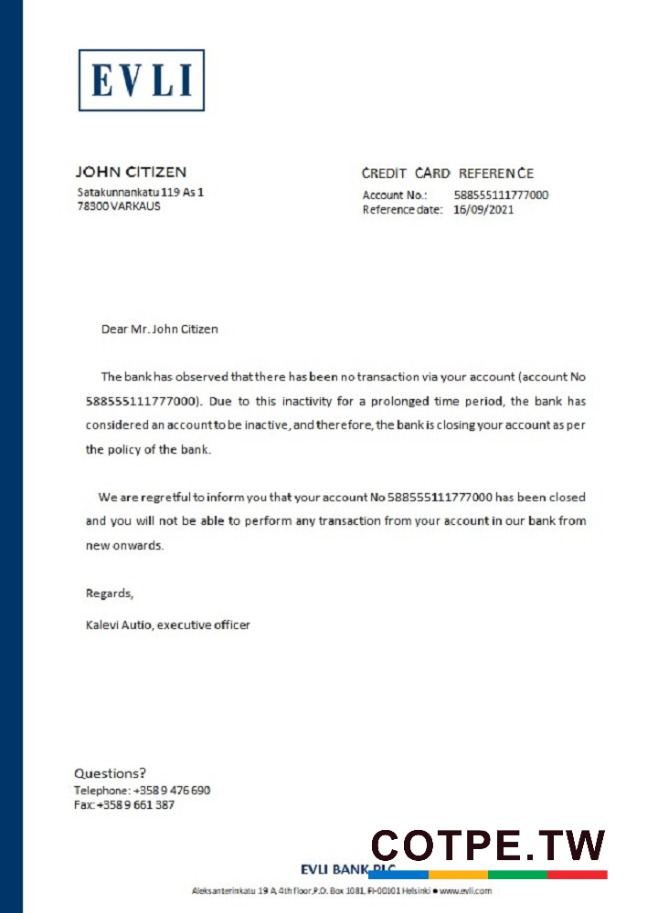 EVLI
JOHN CITIZEN
Satakunnankatu 119 As 1
78300 VARKAUS
CREDIT CARD REFERENCE
Account No.: 588555111777000
Reference date: 16/09/2021
Dear Mr. John Citizen
The bank has observed that there has been no transaction via your account (account No
588555111777000). Due to this inactivity for a prolonged time period, the bank has
considered an account to be inactive, and therefore, the bank is closing your account as per
the policy of the bank.
We are regretful to inform you that your account No 588555111777000 has been closed
and you will not be able to perform any transaction from your account in our bank from
new onwards.
Regards,
Kalevi Autio, executive officer
Questions?
Telephone: +358 9 476 690
Fax: +358 9 661 387
COTPE.TW
EVLI BANK PLC
Aleksanterinkatu 19 A, 4th floor,P.O. Box 1081, FI-00101 Helsinki ● www.evli.com